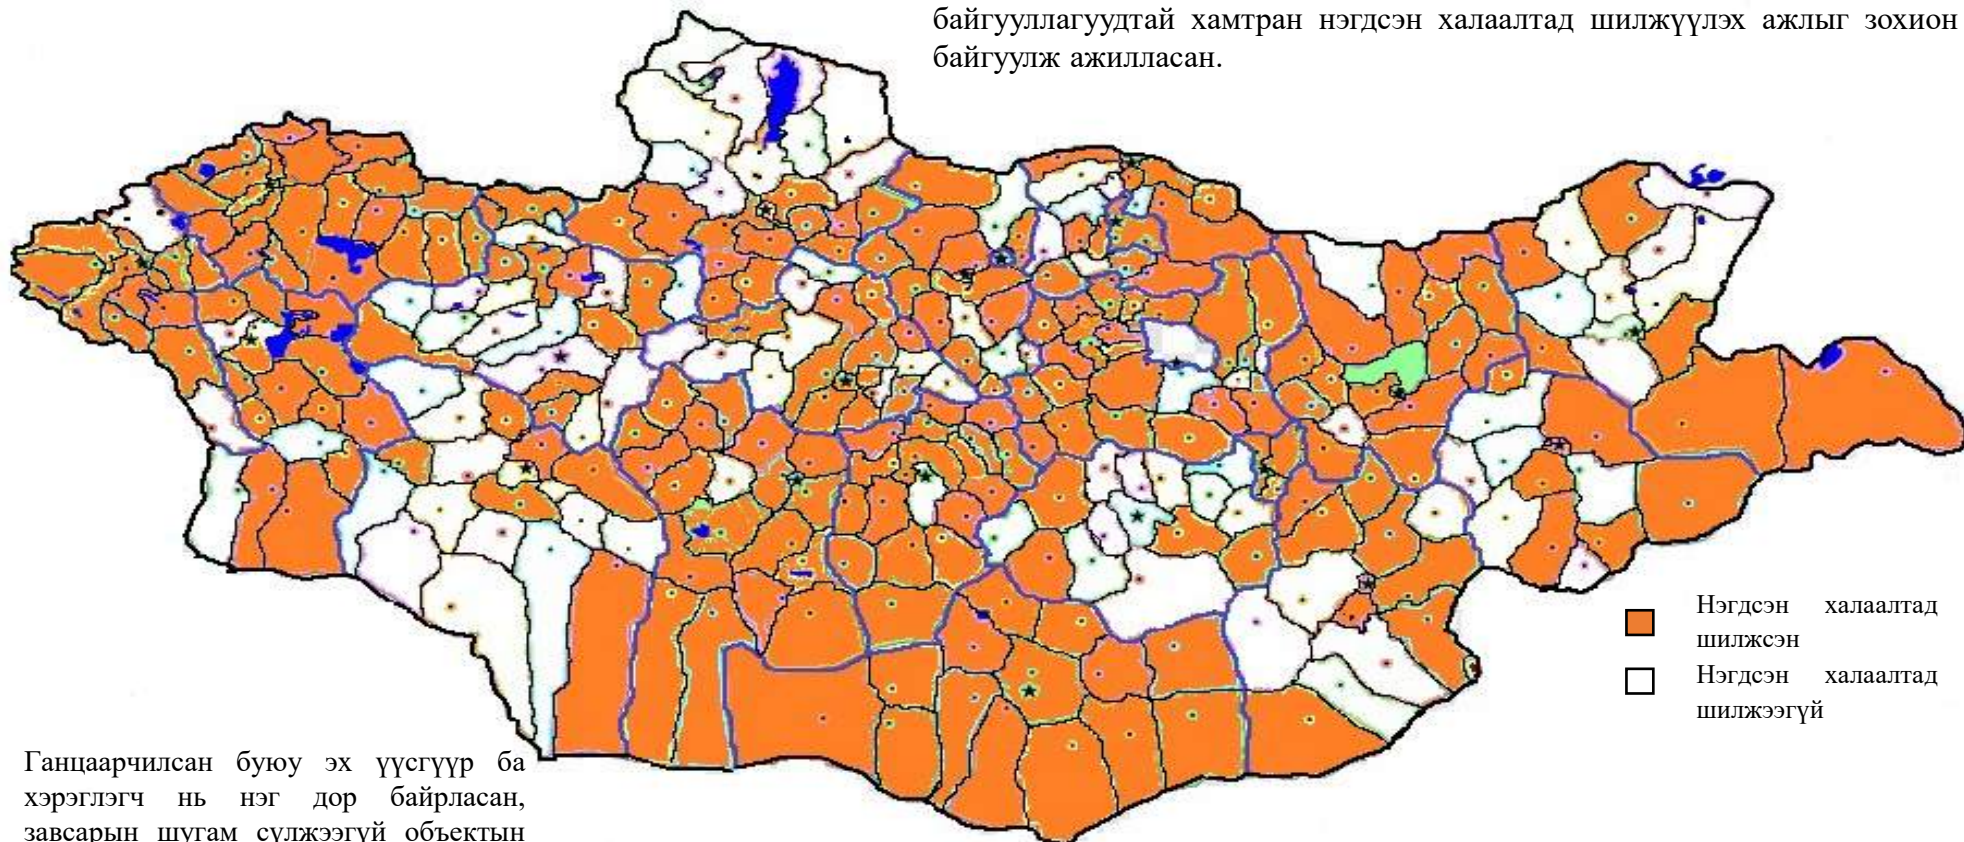 байгууллагуудтай хамтран нэгдсэн халаалтад шилжүүлэх ажлыг зохион
байгуулж ажилласан.
Нэгдсэн халаалтад
шилжсэн
Нэгдсэн халаалтад
шилжээгүй
Ганцаарчилсан буюу эх үүсгүүр ба
хэрэглэгч нь нэг дор байрласан,
завсарын шугам сүлжээгүй объектын